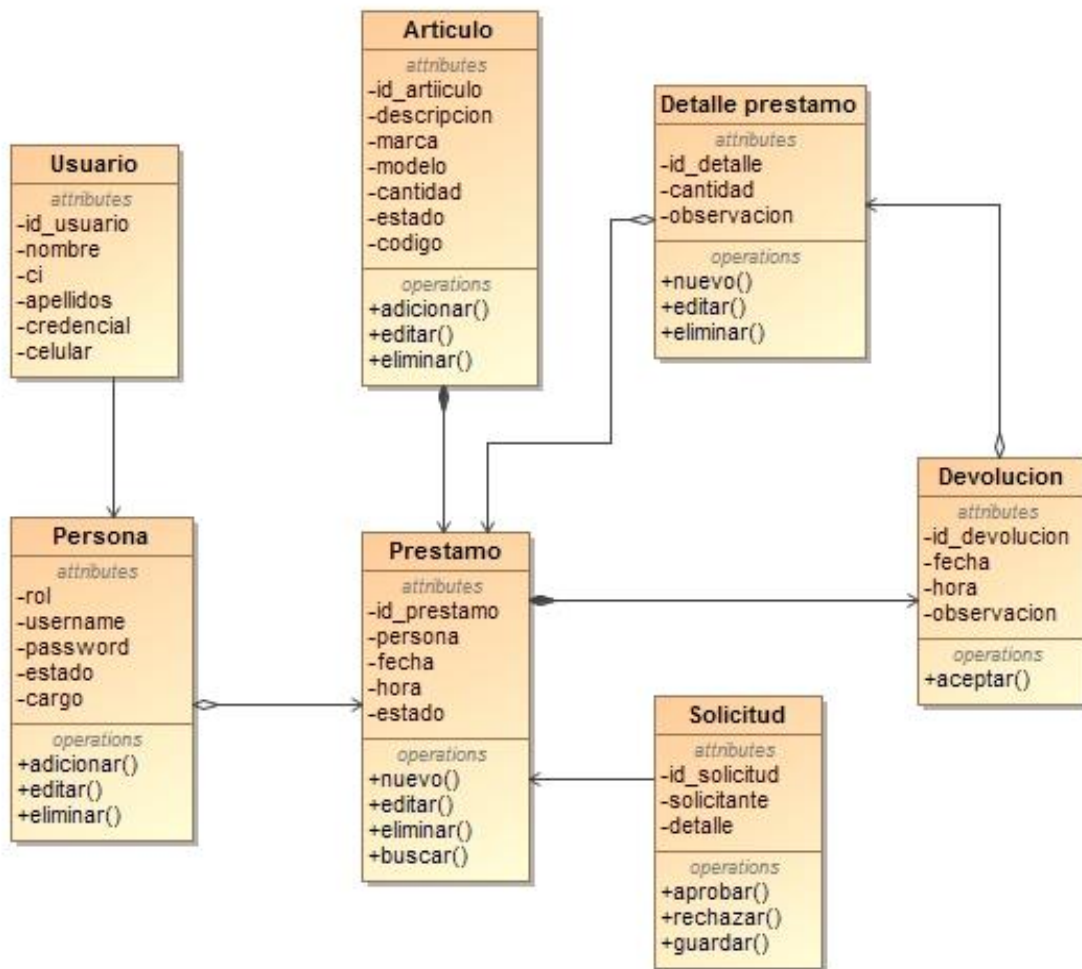 Articulo
attributes
-id_artiiculo
-descripcion
-marca
-modelo
-cantidad
-estado
-codigo
operations
+adicionar()
+editar()
+eliminar()
Detalle prestamo
attributes
-id_detalle
-cantidad
-observacion
operations
+nuevo()
+editar()
+eliminar()
Usuario
attributes
-id_usuario
-nombre
-ci
-apellidos
-credencial
-celular
Persona
attributes
-rol
-username
-password
-estado
-cargo
operations
+adicionar()
+editar()
+eliminar()
Prestamo
attributes
-id_prestamo
-persona
-fecha
-hora
-estado
operations
+nuevo()
+editar()
+eliminar()
+buscar()
Devolucion
attributes
-id_devolucion
-fecha
-hora
-observacion
operations
+aceptar()
Solicitud
attributes
-id_solicitud
-solicitante
-detalle
operations
+aprobar()
+rechazar()
+guardar()